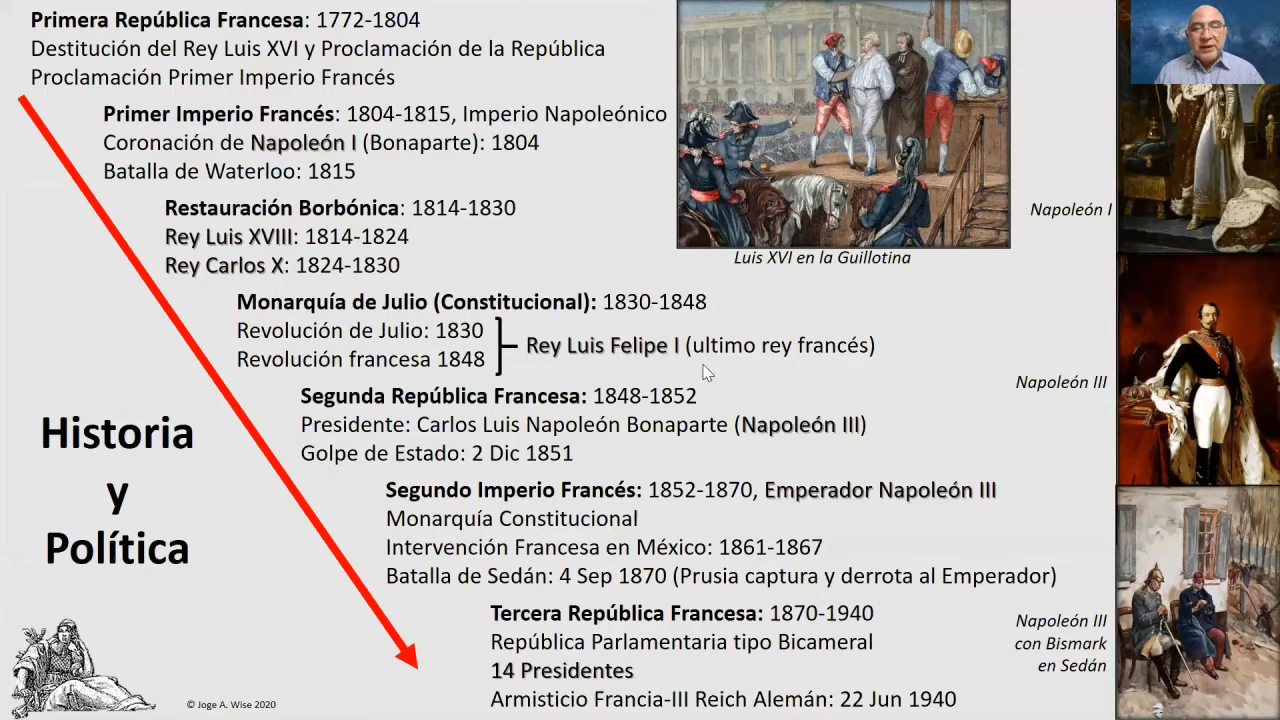 Primera República Francesa: 1772-1804
Destitución del Rey Luis XVI y Proclamación de la República
Proclamación Primer Imperio Francés
Primer Imperio Francés: 1804-1815, Imperio Napoleónico
Coronación de Napoleón I (Bonaparte): 1804
Batalla de Waterloo: 1815
Restauración Borbónica: 1814-1830
Rey Luis XVIII: 1814-1824
Rey Carlos X: 1824-1830
Luis XVI en la Guillotina
Napoleón I
Monarquía de Julio (Constitucional): 1830-1848
Revolución de Julio: 1830
Revolución francesa 1848
Rey Luis Felipe I (ultimo rey francés)
Napoleón III
Segunda República Francesa: 1848-1852
Presidente: Carlos Luis Napoleón Bonaparte (Napoleón III)
Golpe de Estado: 2 Dic 1851
Historia
y
Política
Segundo Imperio Francés: 1852-1870, Emperador Napoleón III
Monarquía Constitucional
Intervención Francesa en México: 1861-1867
Batalla de Sedán: 4 Sep 1870 (Prusia captura y derrota al Emperador)
Tercera República Francesa: 1870-1940
República Parlamentaria tipo Bicameral
14 Presidentes
Armisticio Francia-III Reich Alemán: 22 Jun 1940
Napoleón III
con Bismark
en Sedán
© Joge A. Wise 2020